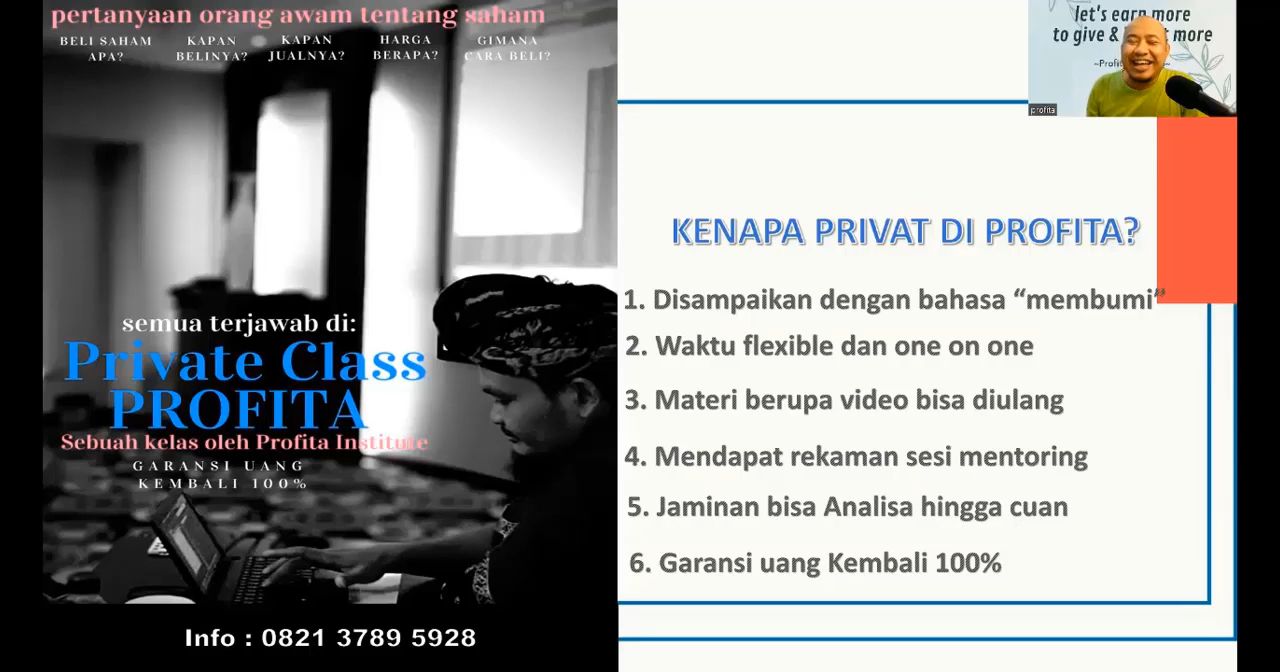 pertanyaan orang awam tentang saham
BELI SAHAM APA?
KAPAN BELINYA?
KAPAN JUALNYA?
HARGA BERAPA?
GIMANA CARA BELI?
semua terjawab di:
Private Class
PROFITA
Sebuah kelas oleh Profita Institute
GARANSI UANG
KEMBALI 100%
Info : 0821 3789 5928
let's earn more
to give & more
profita
KENAPA PRIVAT DI PROFITA?
1. Disampaikan dengan bahasa “membumi”
2. Waktu flexible dan one on one
3. Materi berupa video bisa diulang
4. Mendapat rekaman sesi mentoring
5. Jaminan bisa Analisa hingga cuan
6. Garansi uang Kembali 100%